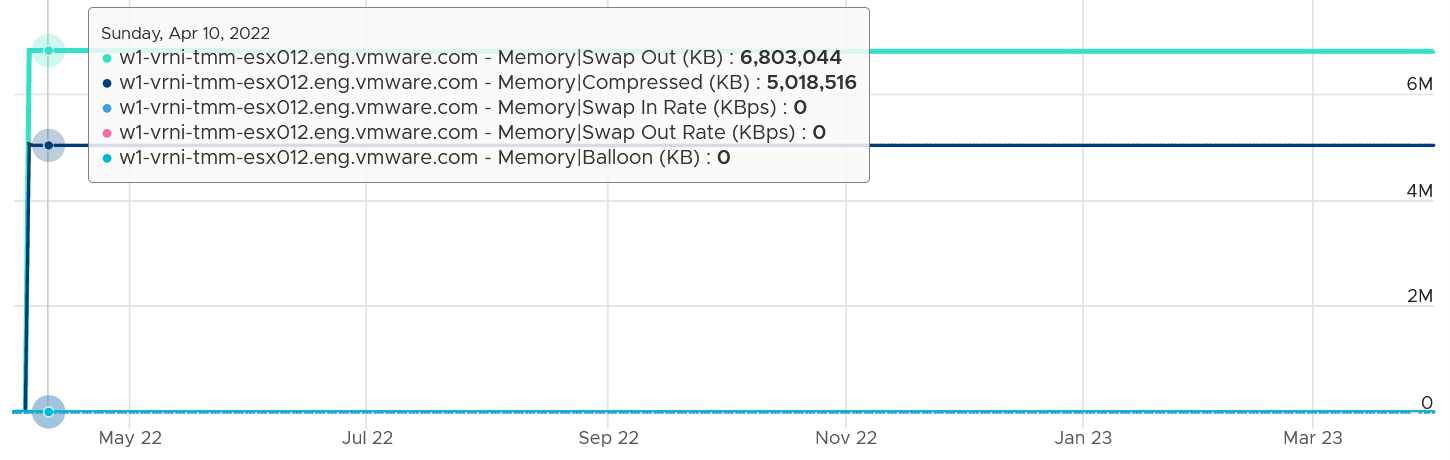 Sunday, Apr 10, 2022
w1-vrni-tmm-esx012.eng.vmware.com - Memory|Swap Out (KB) : 6,803,044
w1-vrni-tmm-esx012.eng.vmware.com - Memory|Compressed (KB) : 5,018,516
w1-vrni-tmm-esx012.eng.vmware.com - Memory|Swap In Rate (KBps) : 0
w1-vrni-tmm-esx012.eng.vmware.com - Memory|Swap Out Rate (KBps) : 0
w1-vrni-tmm-esx012.eng.vmware.com - Memory|Balloon (KB) : 0
6M
4M
2M
0
May 22 Jul 22 Sep 22 Nov 22 Jan 23 Mar 23